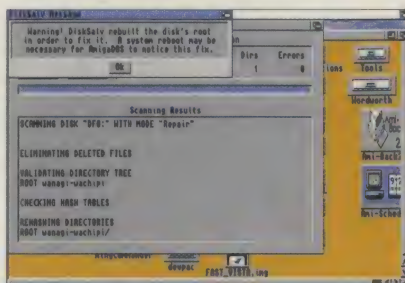 DiskSalv Message
Warning! DiskSalv rebuilt the disk's root
in order to fix it. A system reboot may be
necessary for AmigaDOS to notice this fix.
Ok
Dirs Errors
1 0
Scanning Results
SCANNING DISK "DF0:" WITH MODE "Repair"
ELIMINATING DELETED FILES
VALIDATING DIRECTORY TREE
ROOT wanagi-wachipi
CHECKING HASH TABLES
REHASHING DIRECTORIES
ROOT wanagi-wachipi/
Tools
Wordworth
Ami-Back
Ami-Sched
devpac
FAST_VISTA.img